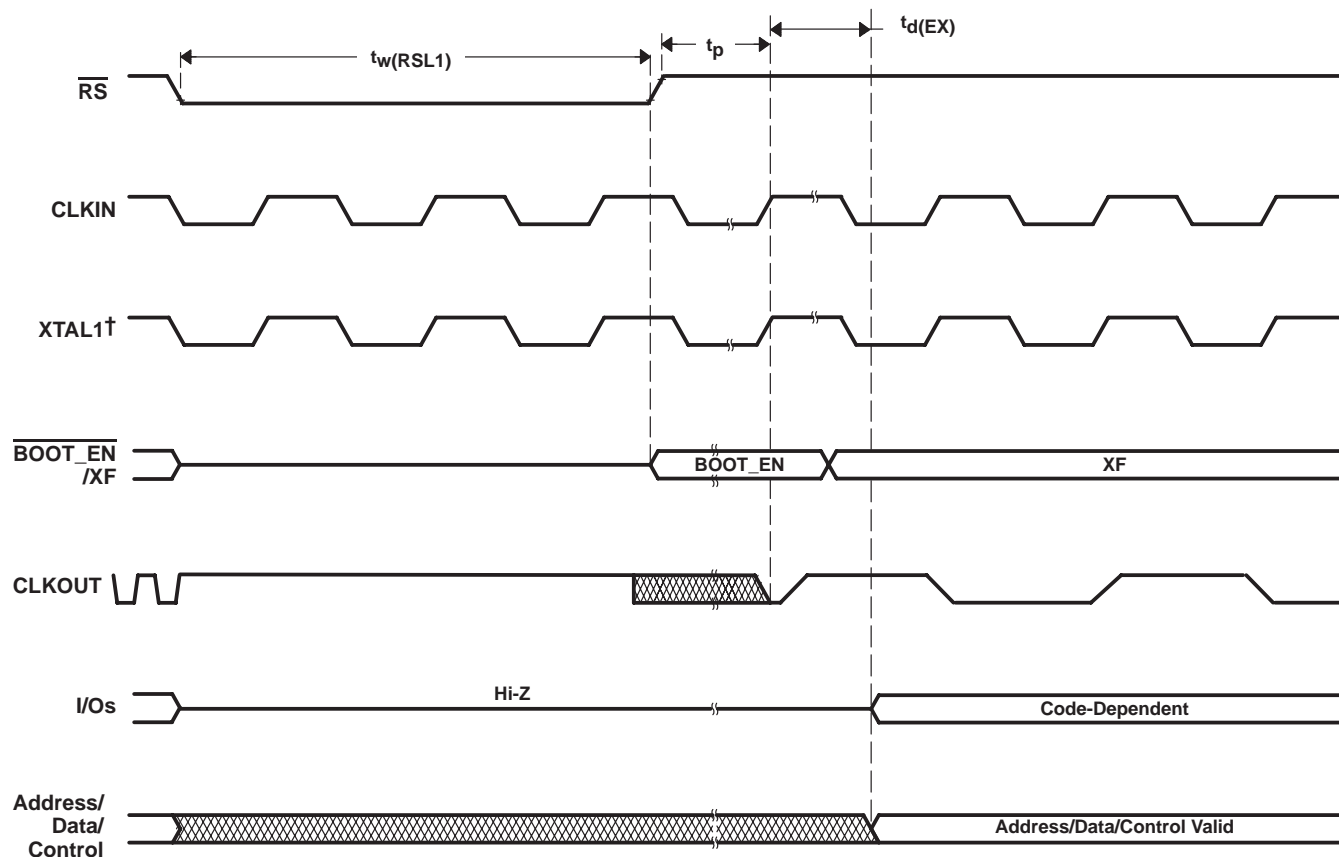 td(EX)
tp
tw(RSL1)
RS
CLKIN
XTAL1†
BOOT_EN
/XF
BOOT_EN
XF
CLKOUT
I/Os
Hi-Z
Code-Dependent
Address/
Data/
Control
Address/Data/Control Valid